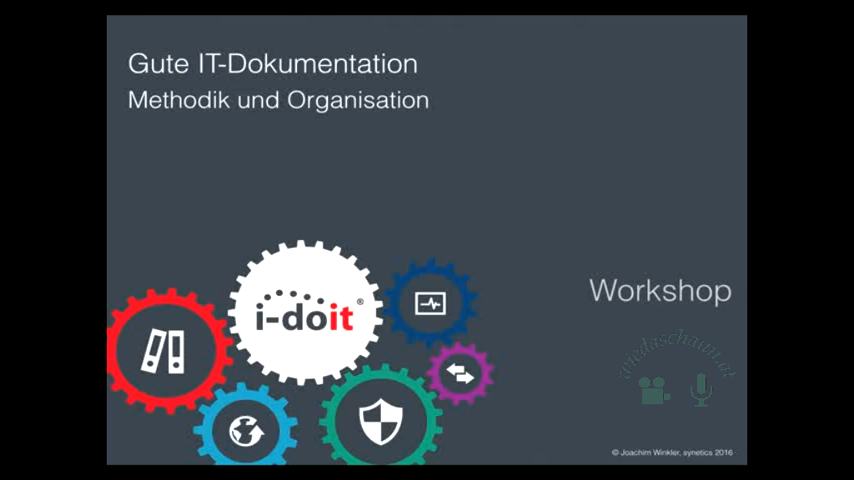 Gute IT-Dokumentation
Methodik und Organisation
i-doit®
Workshop
© Joachim Winkler, synetics 2016